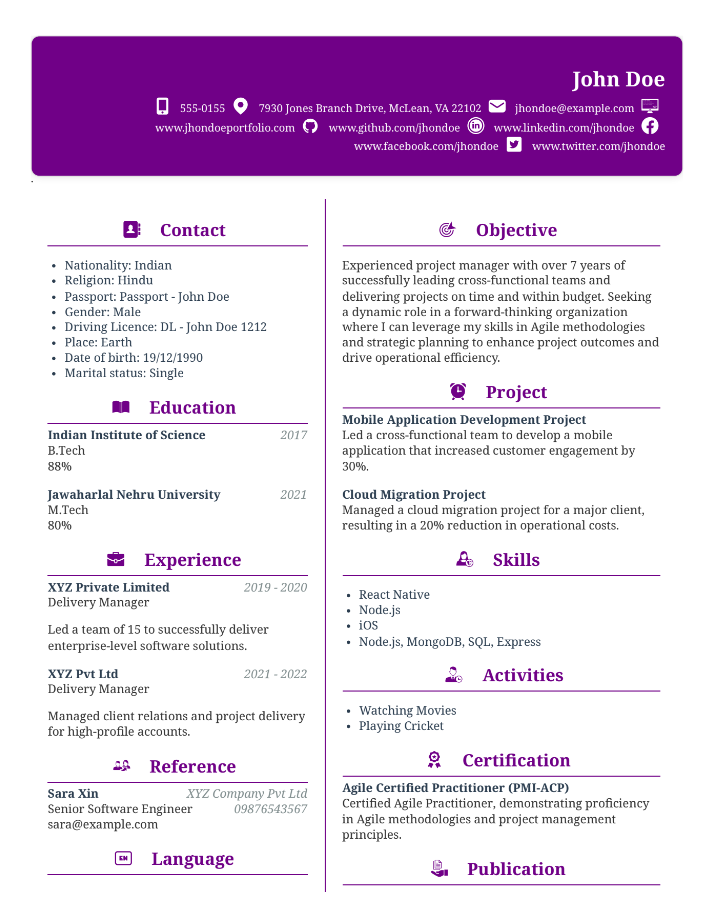 John Doe
555-0155 7930 Jones Branch Drive, McLean, VA 22102 jhondoe@example.com
www.jhondoeportfolio.com www.github.com/jhondoe www.linkedin.com/jhondoe
www.facebook.com/jhondoe www.twitter.com/jhondoe
Contact
Nationality: Indian
Religion: Hindu
Passport: Passport - John Doe
Gender: Male
Driving Licence: DL - John Doe 1212
Place: Earth
Date of birth: 19/12/1990
Marital status: Single
Education
Indian Institute of Science 2017
B.Tech
88%
Jawaharlal Nehru University 2021
M.Tech
80%
Experience
XYZ Private Limited 2019 - 2020
Delivery Manager
Led a team of 15 to successfully deliver
enterprise-level software solutions.
XYZ Pvt Ltd 2021 - 2022
Delivery Manager
Managed client relations and project delivery
for high-profile accounts.
Reference
Sara Xin XYZ Company Pvt Ltd
Senior Software Engineer 09876543567
sara@example.com
Language
Objective
Experienced project manager with over 7 years of
successfully leading cross-functional teams and
delivering projects on time and within budget. Seeking
a dynamic role in a forward-thinking organization
where I can leverage my skills in Agile methodologies
and strategic planning to enhance project outcomes and
drive operational efficiency.
Project
Mobile Application Development Project
Led a cross-functional team to develop a mobile
application that increased customer engagement by
30%.
Cloud Migration Project
Managed a cloud migration project for a major client,
resulting in a 20% reduction in operational costs.
Skills
React Native
Node.js
iOS
Node.js, MongoDB, SQL, Express
Activities
Watching Movies
Playing Cricket
Certification
Agile Certified Practitioner (PMI-ACP)
Certified Agile Practitioner, demonstrating proficiency
in Agile methodologies and project management
principles.
Publication